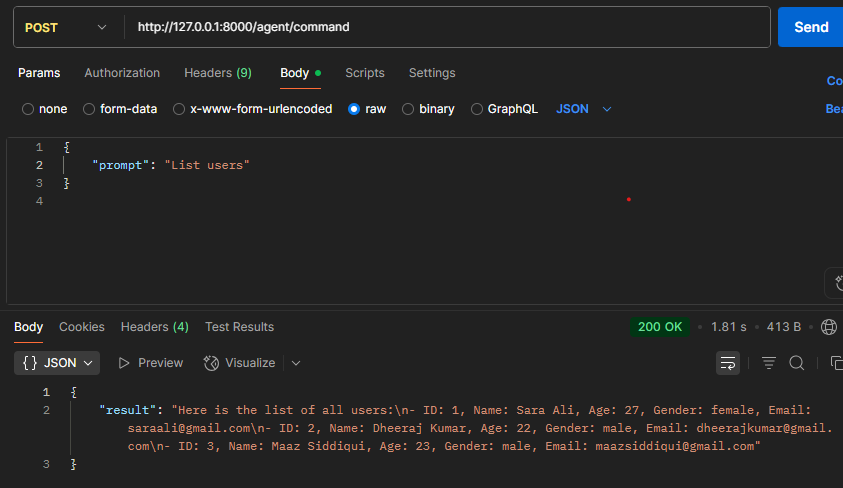 POST http://127.0.0.1:8000/agent/command Send
Params Authorization Headers (9) Body Scripts Settings Co
none form-data x-www-form-urlencoded raw binary GraphQL JSON Bea
1 {
2 "prompt": "List users"
3 }
4
Body Cookies Headers (4) Test Results 200 OK 1.81 s 413 B
{} JSON Preview Visualize
1 {
2 "result": "Here is the list of all users:\n- ID: 1, Name: Sara Ali, Age: 27, Gender: female, Email:
saraali@gmail.com\n- ID: 2, Name: Dheeraj Kumar, Age: 22, Gender: male, Email: dheerajkumar@gmail.
com\n- ID: 3, Name: Maaz Siddiqui, Age: 23, Gender: male, Email: maazsiddiqui@gmail.com"
3 }